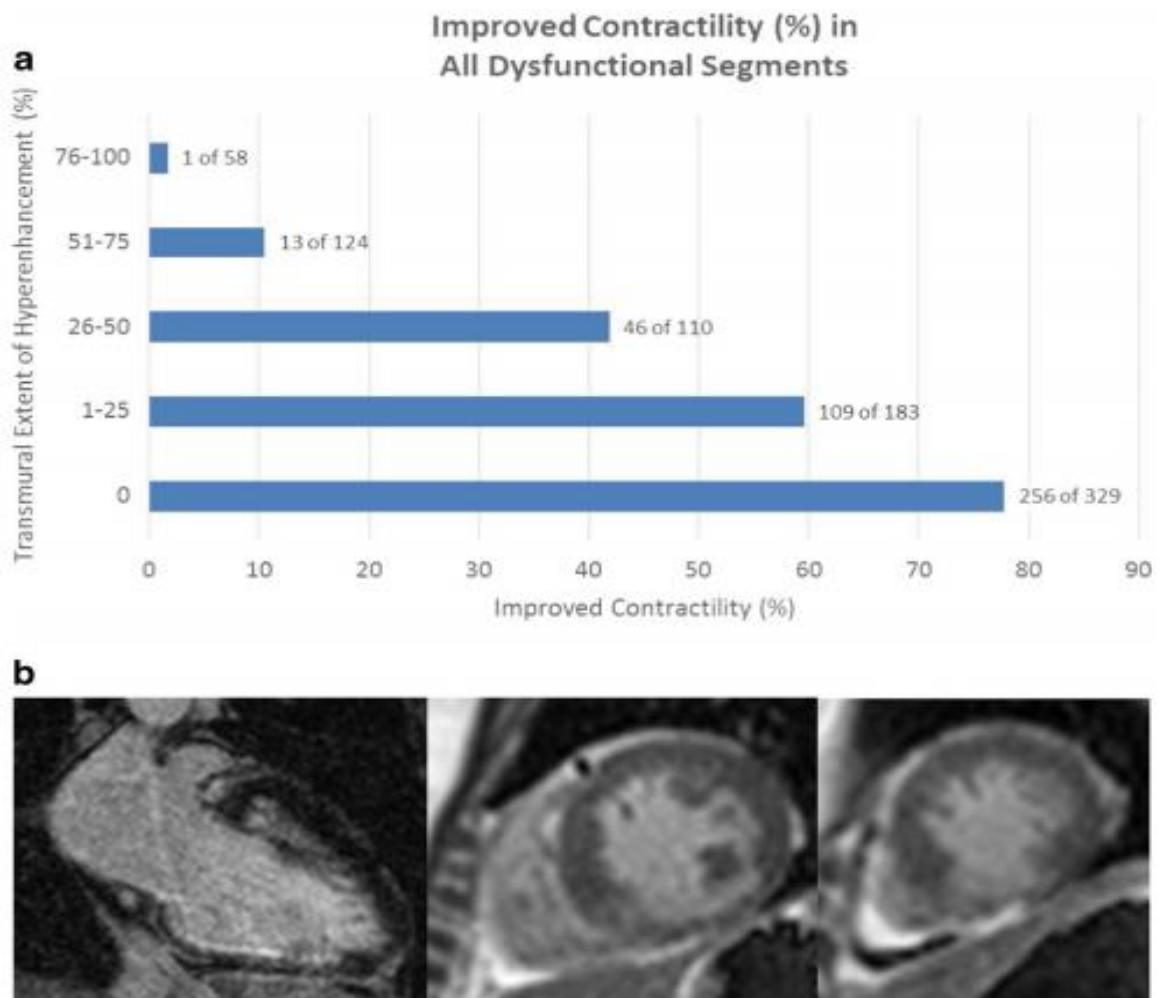 Improved Contractility (%) in
All Dysfunctional Segments
a
Transmural Extent of Hyperenhancement (%)
76-100
1 of 58
51-75
13 of 124
26-50
46 of 110
1-25
109 of 183
0
256 of 329
0 10 20 30 40 50 60 70 80 90
Improved Contractility (%)
b